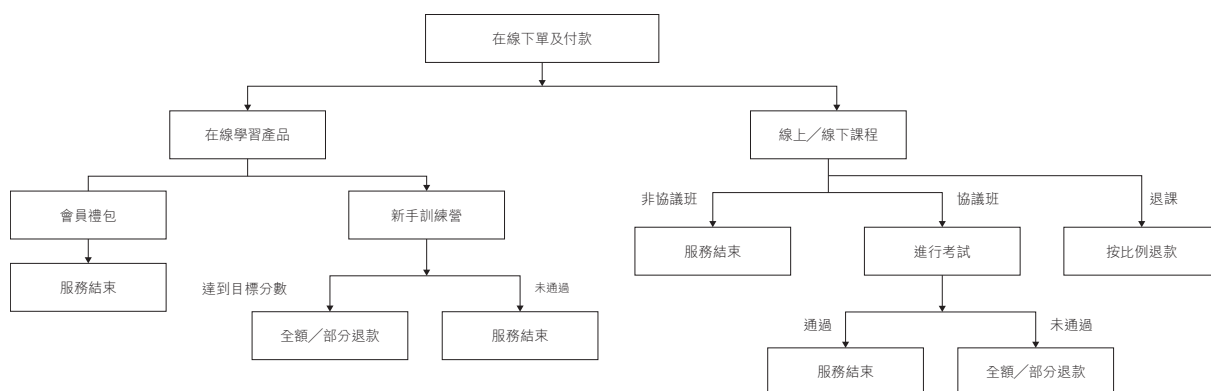 在線下單及付款
在線學習產品
線上／線下課程
非協議班
協議班
退課
會員禮包
新手訓練營
服務結束
進行考試
按比例退款
服務結束
達到目標分數
未通過
全額／部分退款
服務結束
通過
未通過
服務結束
全額／部分退款